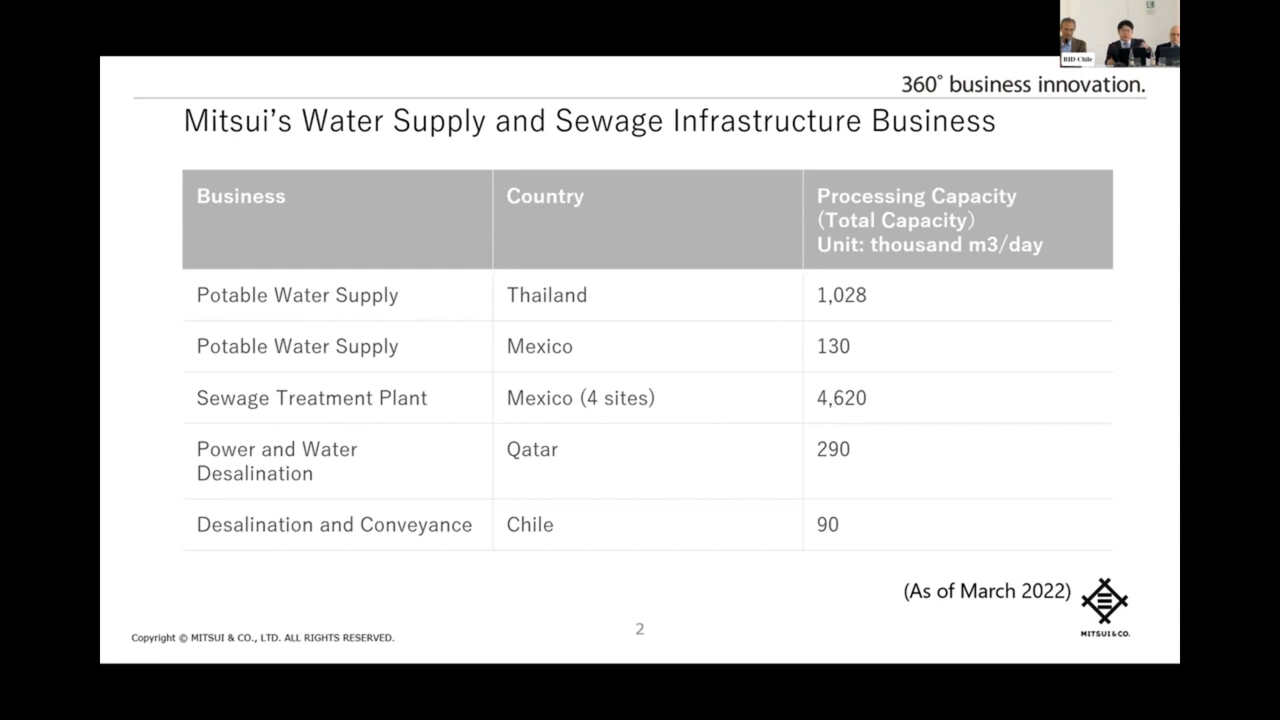 BID Chile
360° business innovation.
Mitsui's Water Supply and Sewage Infrastructure Business
Business
Country
Processing Capacity
(Total Capacity)
Unit: thousand m3/day
Potable Water Supply
Thailand
1,028
Potable Water Supply
Mexico
130
Sewage Treatment Plant
Mexico (4 sites)
4,620
Power and Water
Desalination
Qatar
290
Desalination and Conveyance
Chile
90
(As of March 2022)
MITSUI & CO.
Copyright © MITSUI & CO., LTD. ALL RIGHTS RESERVED.
2